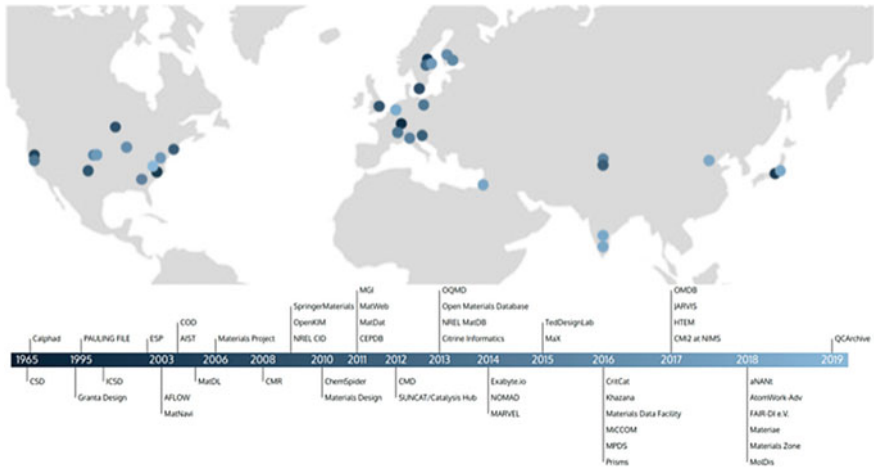 MGI
OQMD
OMDB
SpringerMaterials
MatWeb
Open Materials Database
JARVIS
COD
OpenKIM
MatDat
NREL MatDB
TedDesignLab
HTEM
Calphad
PAULING FILE
ESP
AIST
Materials Project
NREL CID
CEPDB
Citrine Informatics
MaX
CMI2 at NIMS
QCArchive
1965
1995
2003
2006
2008
2010
2011
2012
2013
2014
2015
2016
2017
2018
2019
CSD
ICSD
MatDL
CMR
ChemSpider
CMD
Exabyte.io
CritCat
aNANt
Granta Design
AFLOW
Materials Design
SUNCAT/Catalysis Hub
NOMAD
Khazana
AtomWork-Adv
MatNavi
MARVEL
Materials Data Facility
FAIR-DI e.V.
MiCCOM
Materiae
MPDS
Materials Zone
Prisms
MolDis